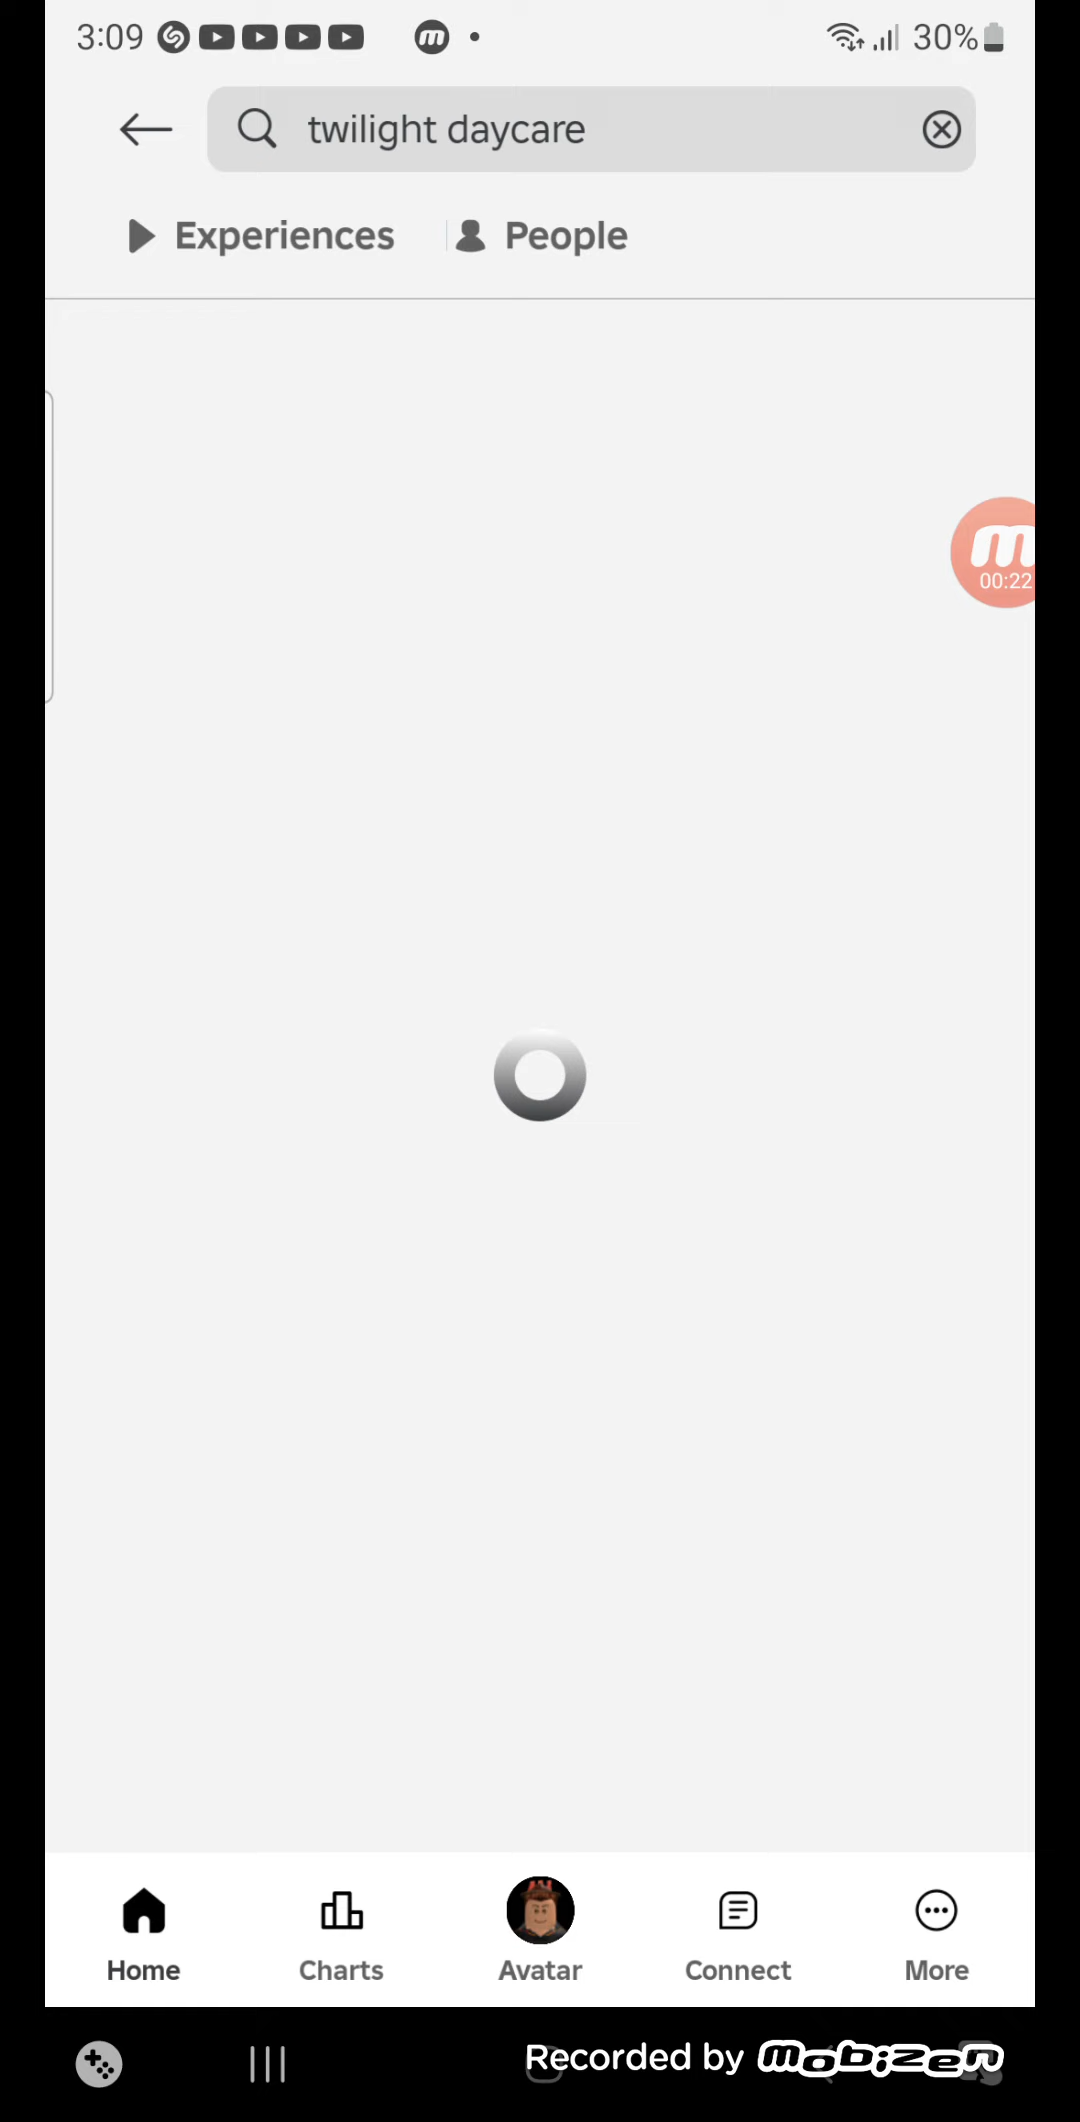 3:09 30%
twilight daycare
Experiences People
m
00:22
Home Charts Avatar Connect More
Recorded by mobizen